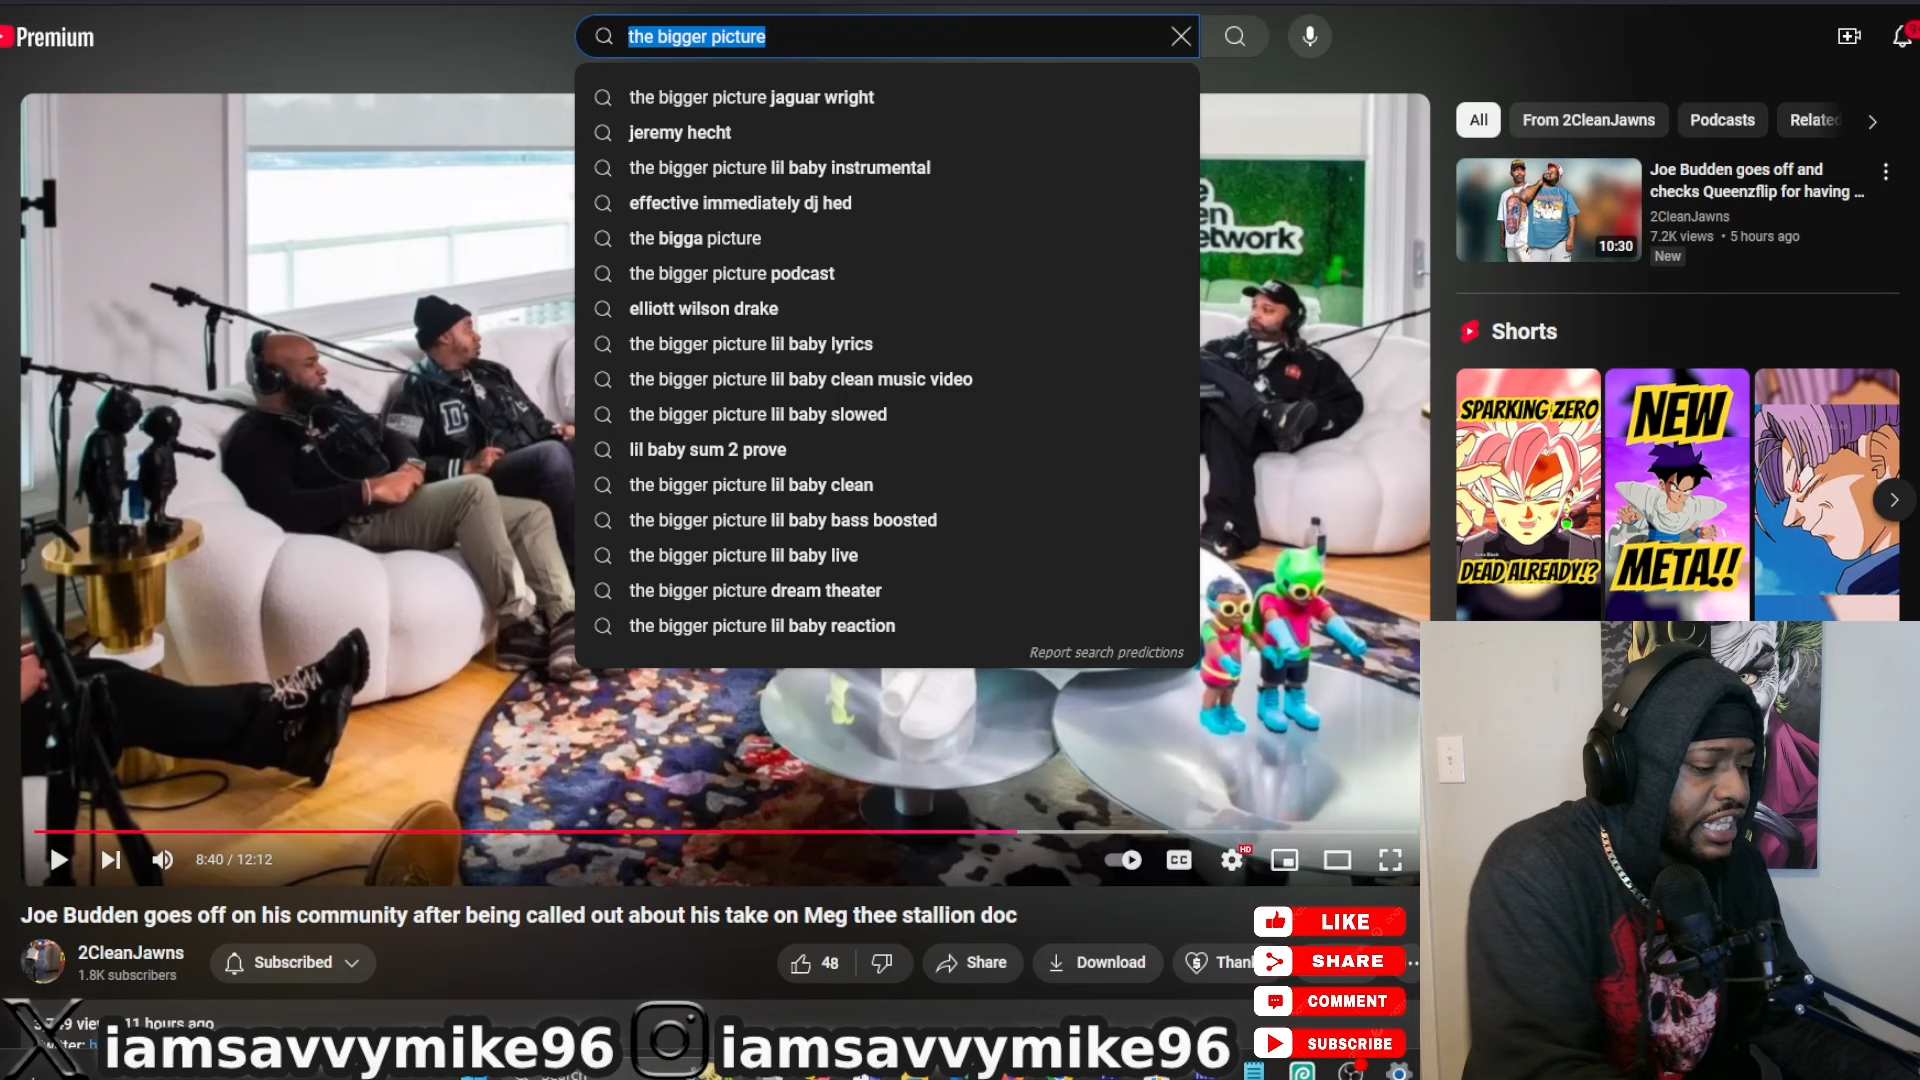 Premium
the bigger picture
the bigger picture jaguar wright
jeremy hecht
the bigger picture lil baby instrumental
effective immediately dj hed
the bigga picture
the bigger picture podcast
elliott wilson drake
the bigger picture lil baby lyrics
the bigger picture lil baby clean music video
the bigger picture lil baby slowed
lil baby sum 2 prove
the bigger picture lil baby clean
the bigger picture lil baby bass boosted
the bigger picture lil baby live
the bigger picture dream theater
the bigger picture lil baby reaction
Report search predictions
etwork
D
All
From 2CleanJawns
Podcasts
Related
Joe Budden goes off and
checks Queenzflip for having ...
2CleanJawns
7.2K views • 5 hours ago
New
10:30
Shorts
SPARKING ZERO
DEAD ALREADY!?
NEW
META!!
8:40 / 12:12
CC
HD
Joe Budden goes off on his community after being called out about his take on Meg thee stallion doc
2CleanJawns
1.8K subscribers
Subscribed
48
Share
Download
LIKE
SHARE
COMMENT
SUBSCRIBE
11 hours ago
iamsavvymike96
iamsavvymike96